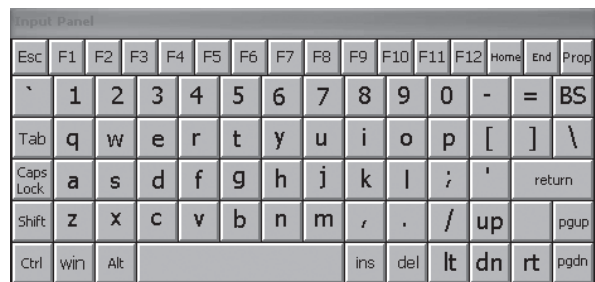 Input Panel
Esc F1 F2 F3 F4 F5 F6 F7 F8 F9 F10 F11 F12 Home End Prop
` 1 2 3 4 5 6 7 8 9 0 - = BS
Tab q w e r t y u i o p [ ] \
Caps Lock a s d f g h j k l ; ' return
Shift z x c v b n m , . / up pgup
Ctrl win Alt ins del lt dn rt pgdn